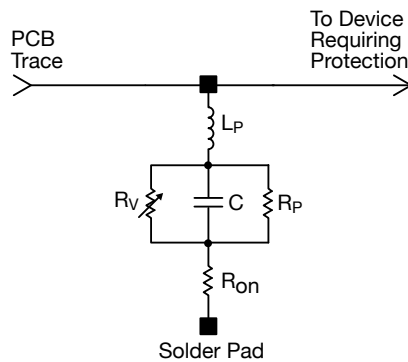 PCB
Trace
To Device
Requiring
Protection
LP
RV
C
RP
Ron
Solder Pad